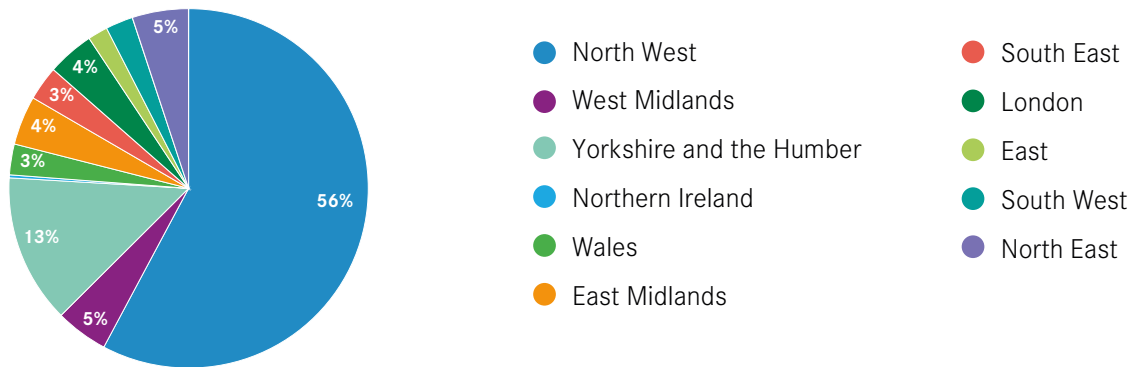 5%
4%
3%
4%
3%
13%
5%
56%
North West
West Midlands
Yorkshire and the Humber
Northern Ireland
Wales
East Midlands
South East
London
East
South West
North East